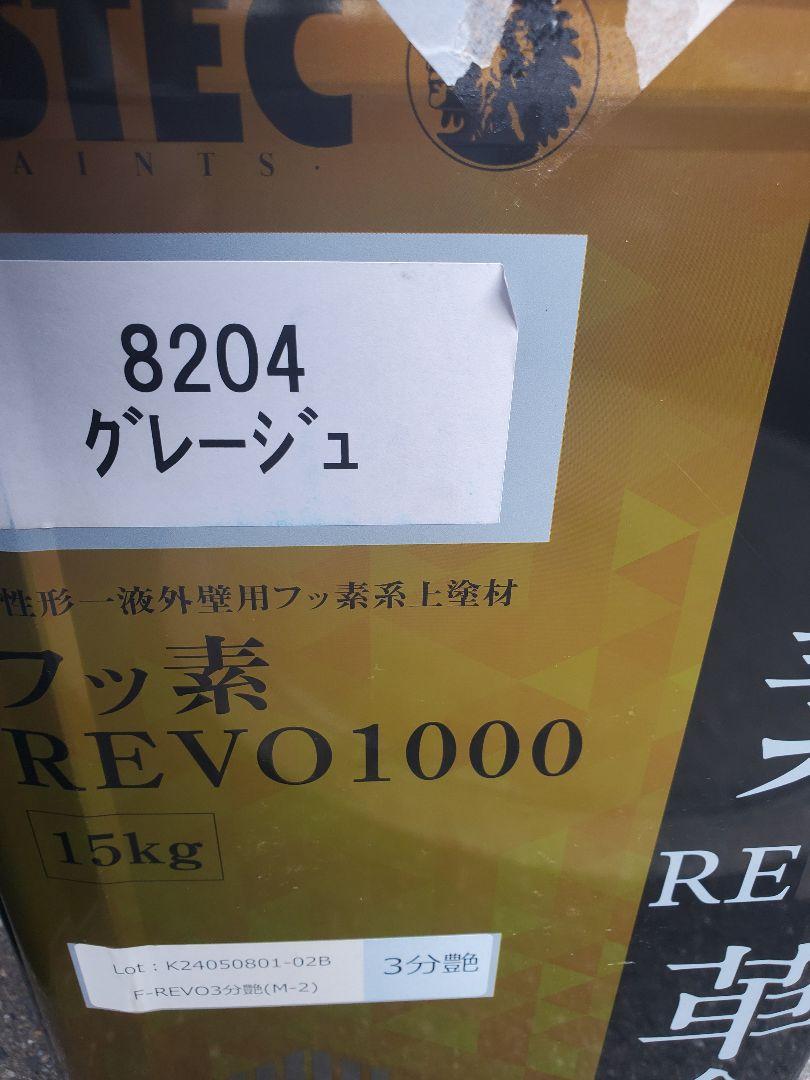 STEC
AINTS.
8204
グレージュ
性形一液外壁用フッ素系上塗材
フッ素
REVO1000
15kg
Lot：K24050801-02B
F-REVO3分艶(M-2)
3分艶
RE
革